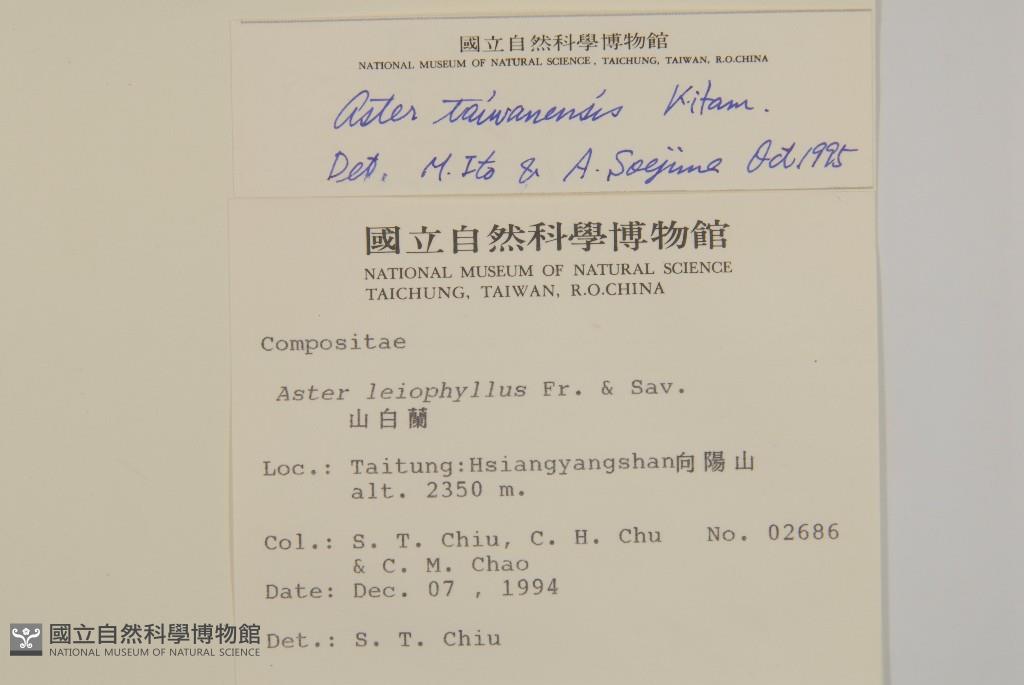 國立自然科學博物館
NATIONAL MUSEUM OF NATURAL SCIENCE, TAICHUNG, TAIWAN, R.O.CHINA
Aster taiwanensis Kitam.
Det. M. Ito & A. Soejima Oct. 1995
國立自然科學博物館
NATIONAL MUSEUM OF NATURAL SCIENCE
TAICHUNG, TAIWAN, R.O.CHINA
Compositae
Aster leiophyllus Fr. & Sav.
山白蘭
Loc.: Taitung:Hsiangyangshan向陽山
alt. 2350 m.
Col.: S. T. Chiu, C. H. Chu No. 02686
& C. M. Chao
Date: Dec. 07 , 1994
Det.: S. T. Chiu
國立自然科學博物館
NATIONAL MUSEUM OF NATURAL SCIENCE